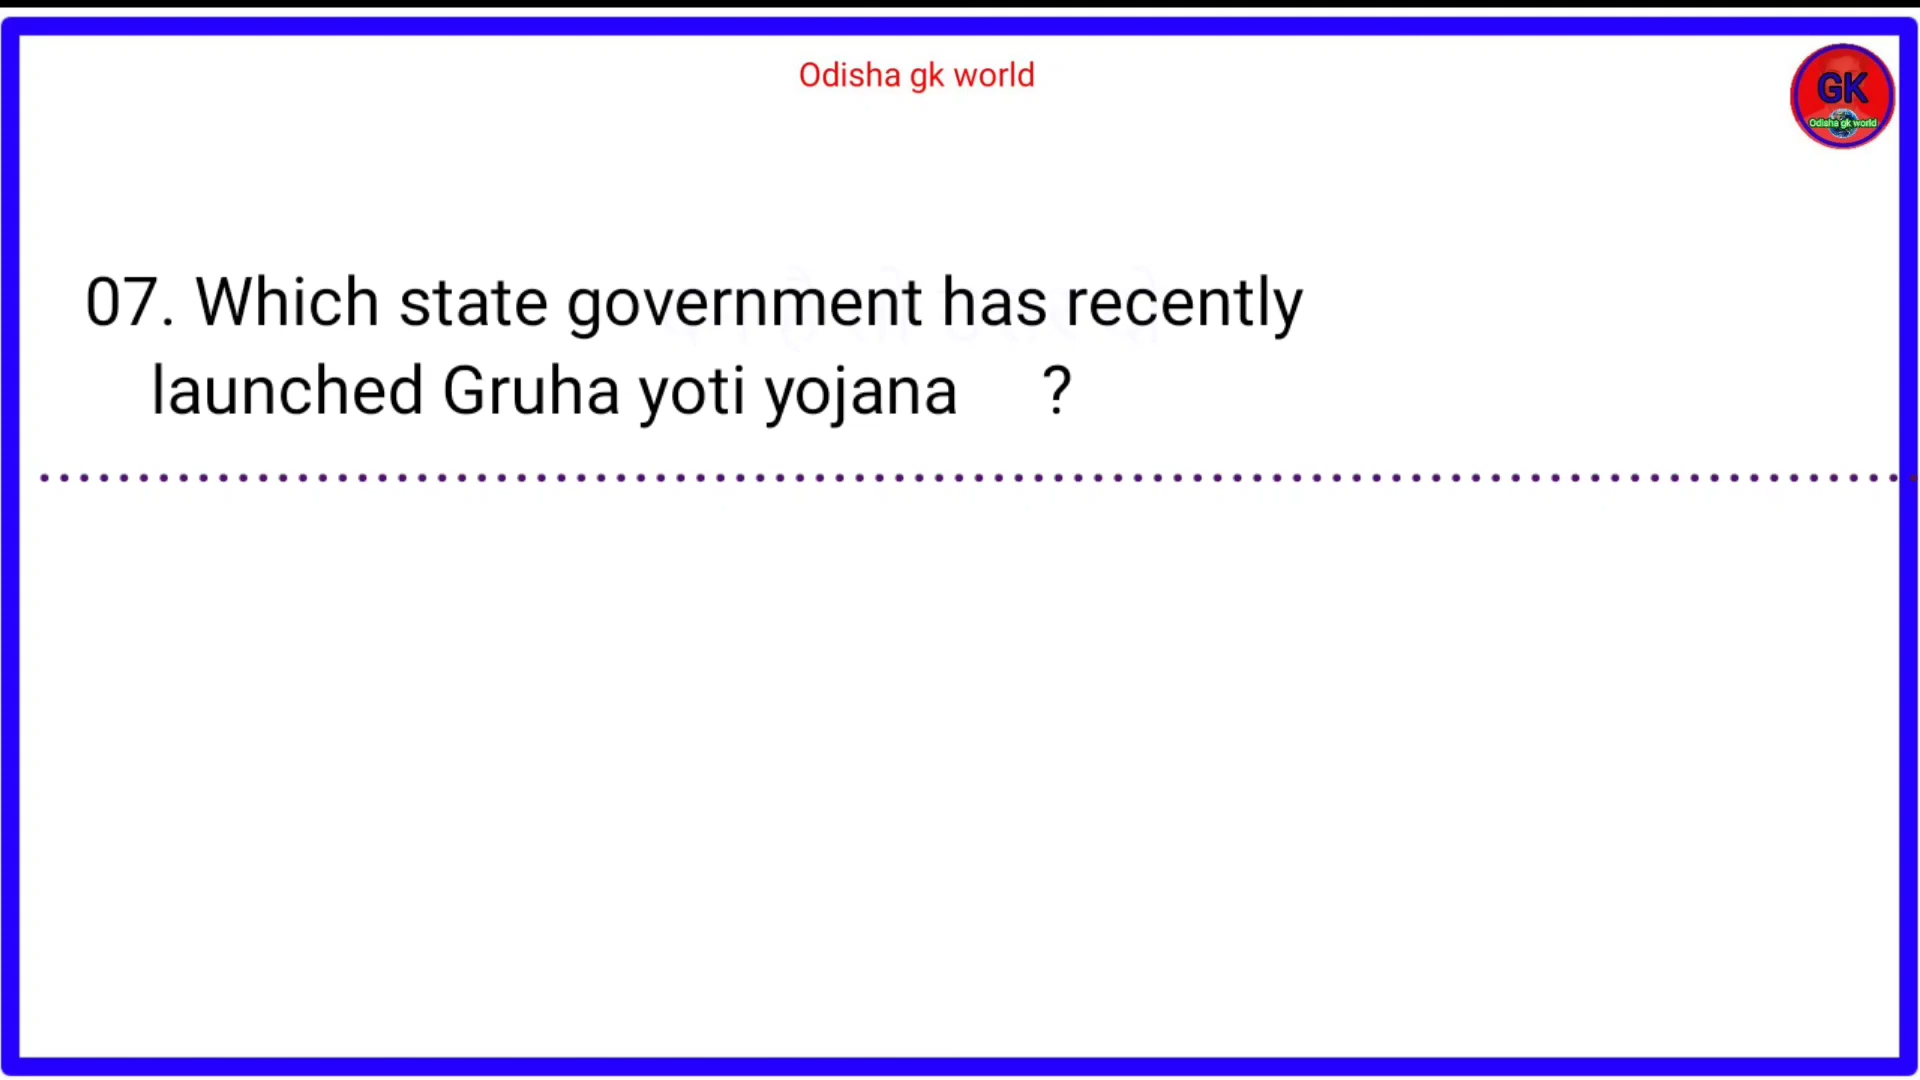 Odisha gk world
GK
Odisha gk world
07. Which state government has recently
launched Gruha yoti yojana ?